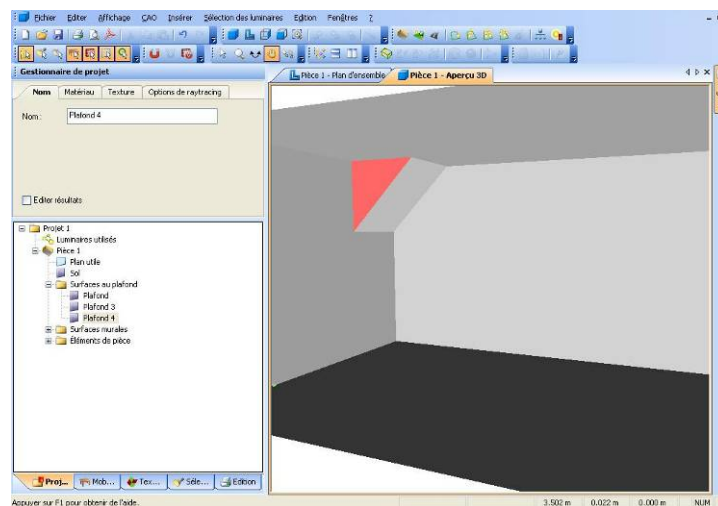 Fichier Editer Affichage CAO Insérer Sélection des luminaires Edition Fenêtres ?
Gestionnaire de projet
Nom Matériau Texture Options de raytracing
Nom : Plafond 4
Editer résultats
Projet 1
Luminaires utilisés
Pièce 1
Plan utile
Sol
Surfaces au plafond
Plafond
Plafond 3
Plafond 4
Surfaces murales
Éléments de pièce
Proj... Mob... Tex... Séle... Edition
Pièce 1 - Plan d'ensemble Pièce 1 - Aperçu 3D
Appuyer sur F1 pour obtenir de l'aide. 3.502 m 0.022 m 0.000 m NUM